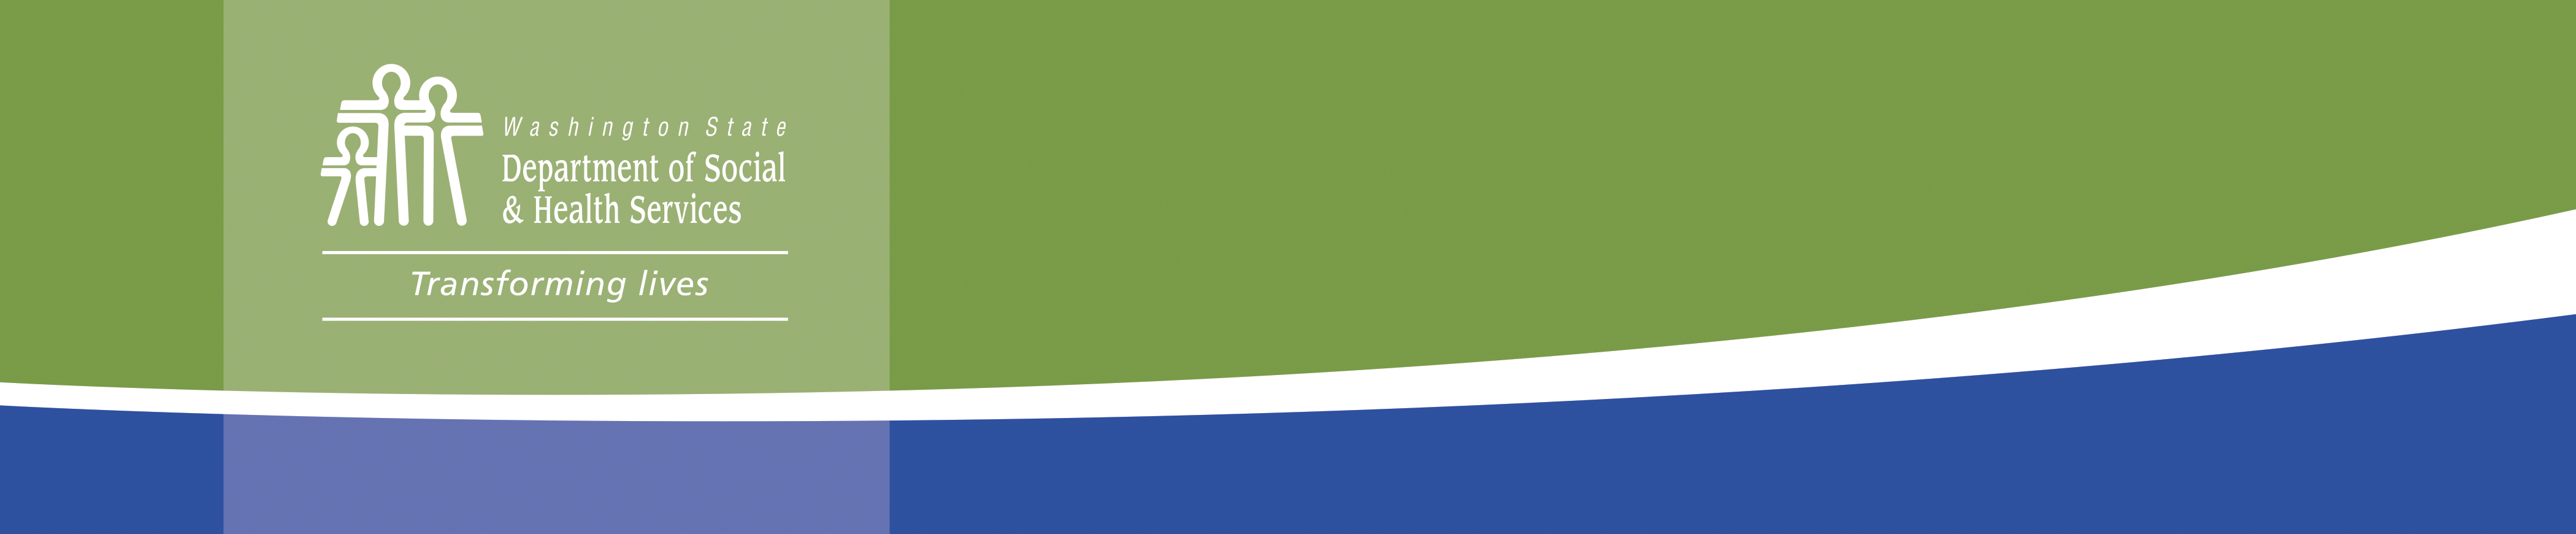 Washington State
Department of Social
& Health Services
Transforming lives